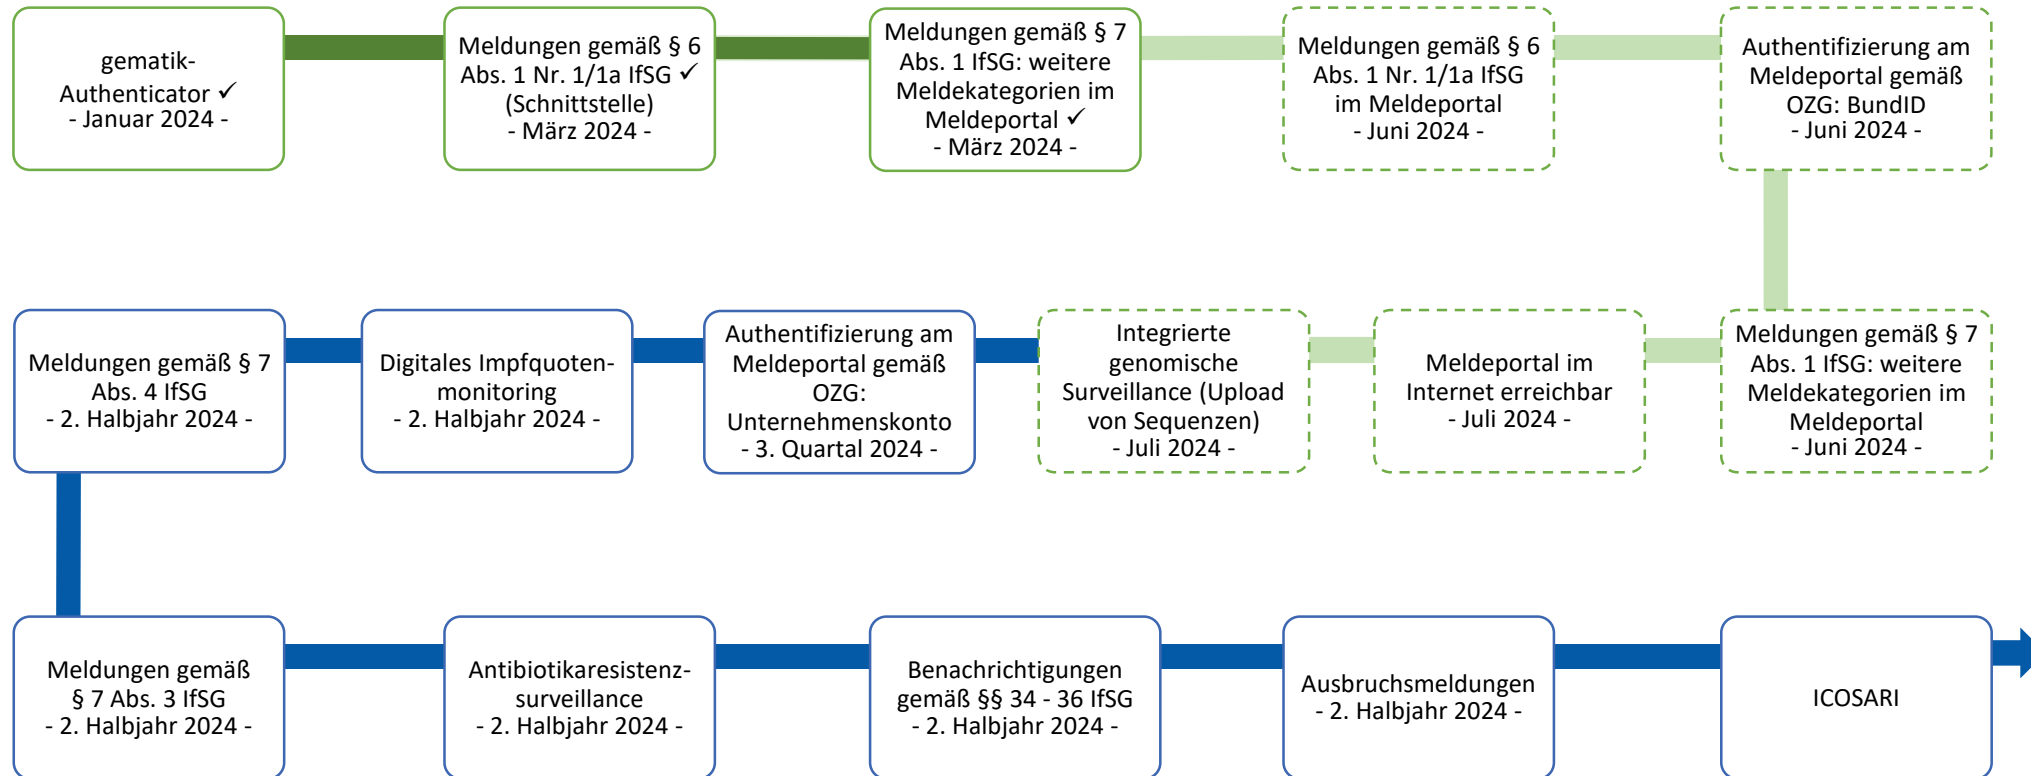 gematik-
Authenticator ✓
- Januar 2024 -
Meldungen gemäß § 6
Abs. 1 Nr. 1/1a IfSG ✓
(Schnittstelle)
- März 2024 -
Meldungen gemäß § 7
Abs. 1 IfSG: weitere
Meldekategorien im
Meldeportal ✓
- März 2024 -
Meldungen gemäß § 6
Abs. 1 Nr. 1/1a IfSG
im Meldeportal
- Juni 2024 -
Authentifizierung am
Meldeportal gemäß
OZG: BundID
- Juni 2024 -
Meldungen gemäß § 7
Abs. 1 IfSG: weitere
Meldekategorien im
Meldeportal
- Juni 2024 -
Meldeportal im
Internet erreichbar
- Juli 2024 -
Integrierte
genomische
Surveillance (Upload
von Sequenzen)
- Juli 2024 -
Authentifizierung am
Meldeportal gemäß
OZG:
Unternehmenskonto
- 3. Quartal 2024 -
Digitales Impfquoten-
monitoring
- 2. Halbjahr 2024 -
Meldungen gemäß § 7
Abs. 4 IfSG
- 2. Halbjahr 2024 -
Meldungen gemäß
§ 7 Abs. 3 IfSG
- 2. Halbjahr 2024 -
Antibiotikaresistenz-
surveillance
- 2. Halbjahr 2024 -
Benachrichtigungen
gemäß §§ 34 - 36 IfSG
- 2. Halbjahr 2024 -
Ausbruchsmeldungen
- 2. Halbjahr 2024 -
ICOSARI